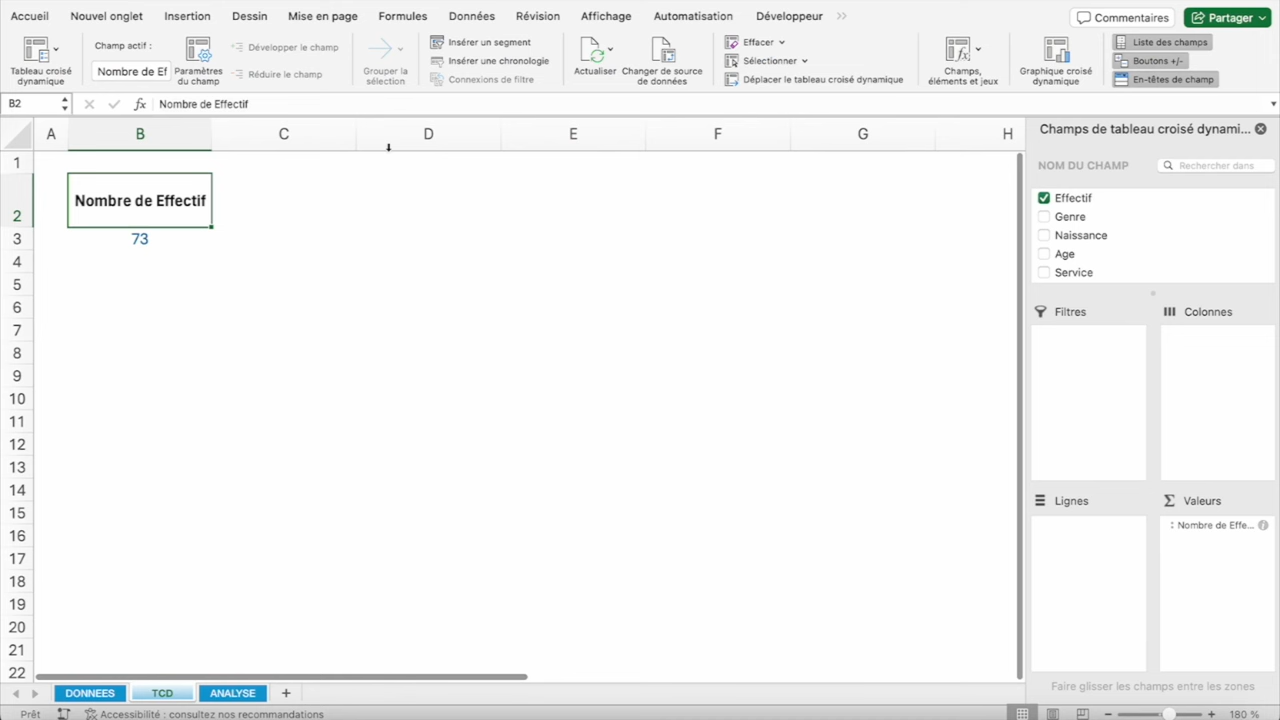 Accueil Nouvel onglet Insertion Dessin Mise en page Formules Données Révision Affichage Automatisation Développeur >> Commentaires Partager
Tableau croisé dynamique
Champ actif :
Nombre de Ef
Paramètres du champ
Développer le champ
Réduire le champ
Grouper la sélection
Insérer un segment
Insérer une chronologie
Connexions de filtre
Actualiser
Changer de source de données
Effacer
Sélectionner
Déplacer le tableau croisé dynamique
Champs, éléments et jeux
Graphique croisé dynamique
Liste des champs
Boutons +/-
En-têtes de champ
B2 fx Nombre de Effectif
A B C D E F G H
1
2 Nombre de Effectif
3 73
4
5
6
7
8
9
10
11
12
13
14
15
16
17
18
19
20
21
22
Champs de tableau croisé dynami...
NOM DU CHAMP Rechercher dans
Effectif
Genre
Naissance
Age
Service
Filtres Colonnes
Lignes Valeurs
Nombre de Effe...
Faire glisser les champs entre les zones
DONNEES TCD ANALYSE +
Prêt Accessibilité : consultez nos recommandations 180 %